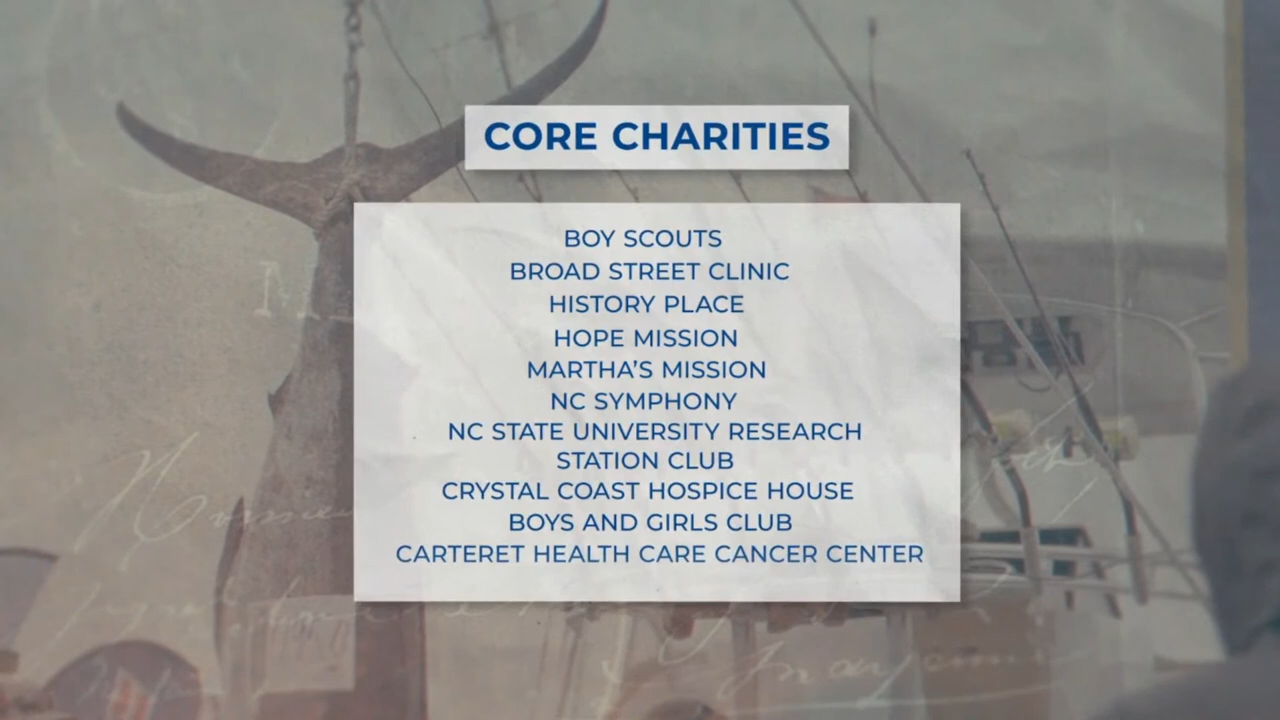 CORE CHARITIES
BOY SCOUTS
BROAD STREET CLINIC
HISTORY PLACE
HOPE MISSION
MARTHA'S MISSION
NC SYMPHONY
NC STATE UNIVERSITY RESEARCH
STATION CLUB
CRYSTAL COAST HOSPICE HOUSE
BOYS AND GIRLS CLUB
CARTERET HEALTH CARE CANCER CENTER